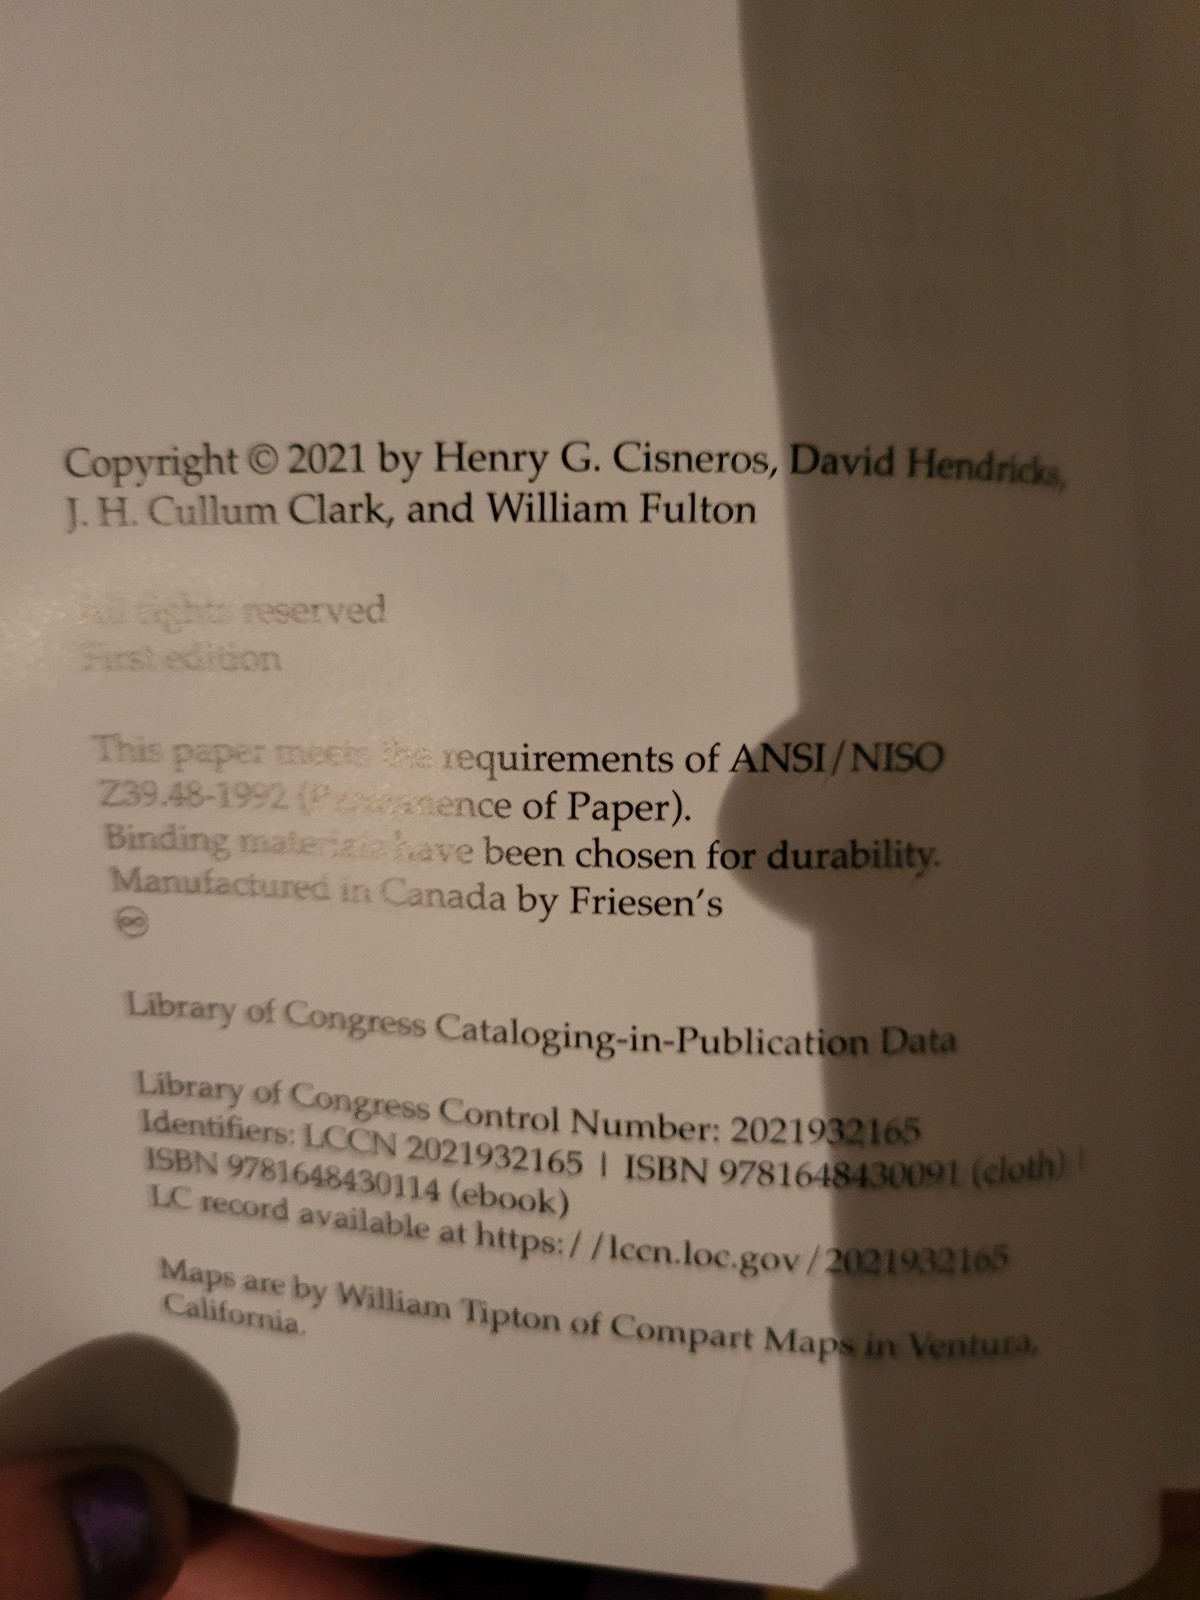 Copyright © 2021 by Henry G. Cisneros, David Hendricks,
J. H. Cullum Clark, and William Fulton
All rights reserved
First edition
This paper meets the requirements of ANSI/NISO
Z39.48-1992 (Permanence of Paper).
Binding materials have been chosen for durability.
Manufactured in Canada by Friesen's
Library of Congress Cataloging-in-Publication Data
Library of Congress Control Number: 2021932165
Identifiers: LCCN 2021932165 | ISBN 9781648430091 (cloth) |
ISBN 9781648430114 (ebook)
LC record available at https://lccn.loc.gov/2021932165
Maps are by William Tipton of Compart Maps in Ventura,
California.